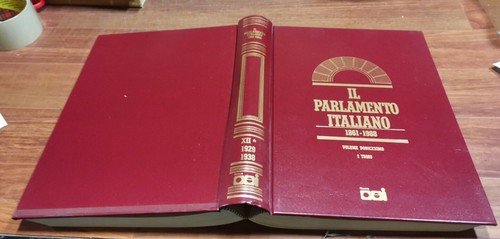 XII *
1929
1938
IL
PARLAMENTO
ITALIANO
1861-1988
VOLUME DODICESIMO
I TOMO